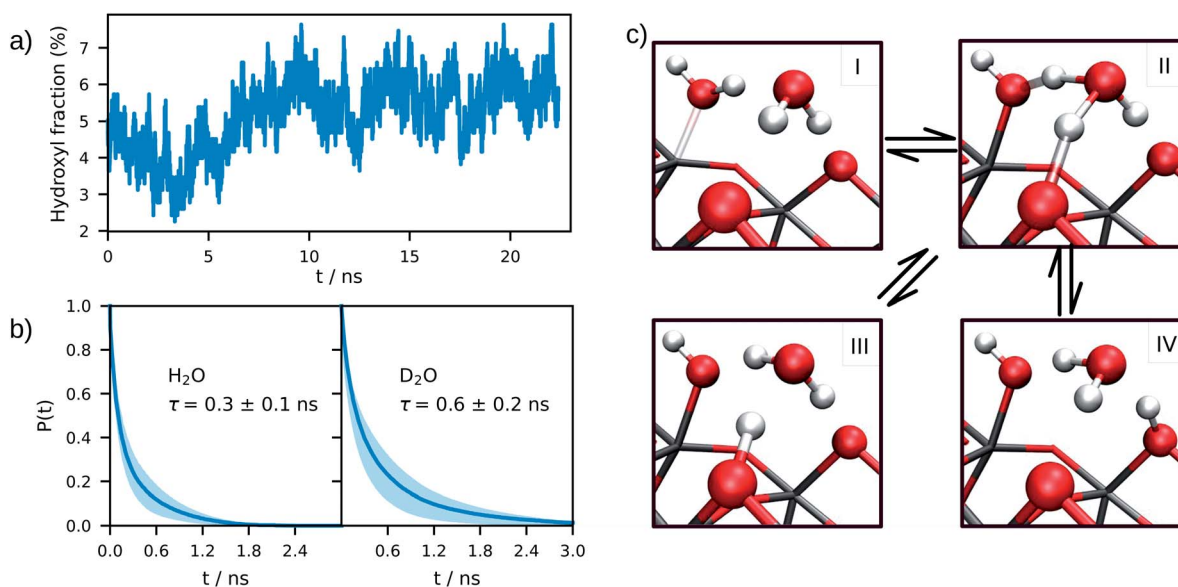 a)
Hydroxyl fraction (%)
7
6
5
4
3
2
0 5 10 15 20
t / ns
b)
P(t)
1.0
0.8
0.6
0.4
0.2
0.0
H₂O
τ = 0.3 ± 0.1 ns
D₂O
τ = 0.6 ± 0.2 ns
0.0 0.6 1.2 1.8 2.4 0.6 1.2 1.8 2.4 3.0
t / ns t / ns
c)
I
II
III
IV